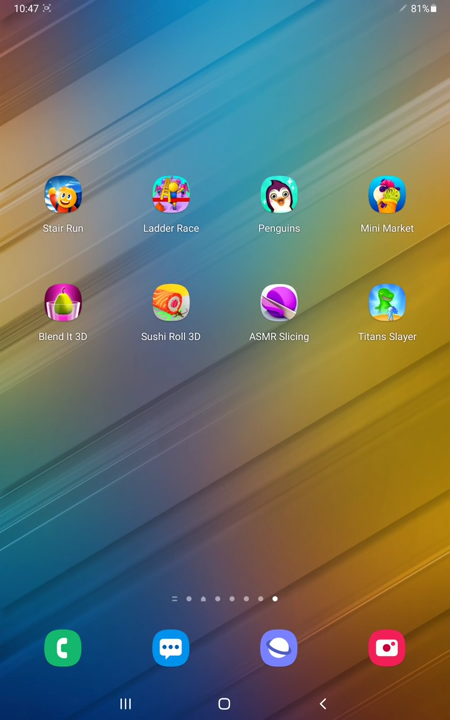 10:47
81%
Stair Run
Ladder Race
Penguins
Mini Market
Blend It 3D
Sushi Roll 3D
ASMR Slicing
Titans Slayer